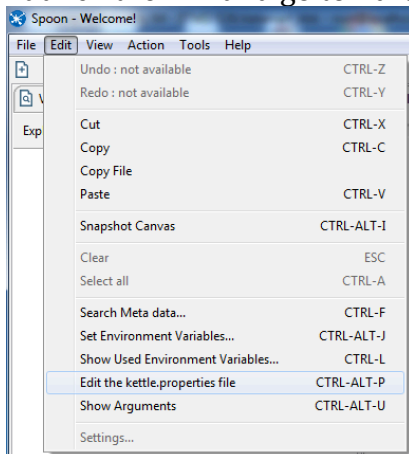 Spoon - Welcome!
File Edit View Action Tools Help
Undo : not available CTRL-Z
Redo : not available CTRL-Y
Exp
Cut CTRL-X
Copy CTRL-C
Copy File
Paste CTRL-V
Snapshot Canvas CTRL-ALT-I
Clear ESC
Select all CTRL-A
Search Meta data... CTRL-F
Set Environment Variables... CTRL-ALT-J
Show Used Environment Variables... CTRL-L
Edit the kettle.properties file CTRL-ALT-P
Show Arguments CTRL-ALT-U
Settings...